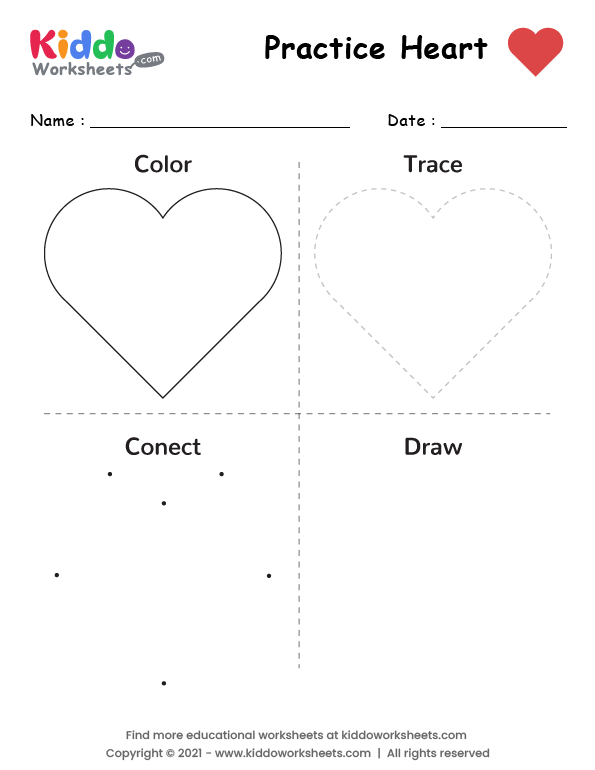 Kiddo
Worksheets .com
Practice Heart
Name :
Date :
Color
Trace
Conect
Draw
Find more educational worksheets at kiddoworksheets.com
Copyright © 2021 - www.kiddoworksheets.com | All rights reserved